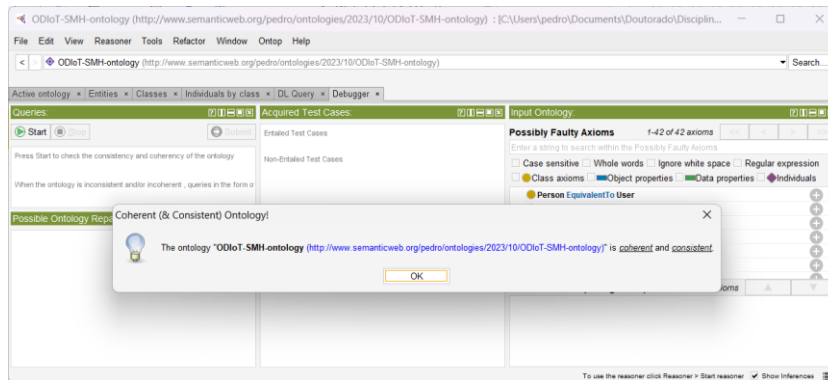 ODIoT-SMH-ontology (http://www.semanticweb.org/pedro/ontologies/2023/10/ODIoT-SMH-ontology) : [C:\Users\pedro\Documents\Doutorado\Disciplin...
File Edit View Reasoner Tools Refactor Window Ontop Help
< > ODIoT-SMH-ontology (http://www.semanticweb.org/pedro/ontologies/2023/10/ODIoT-SMH-ontology) Search...
Active ontology × Entities × Classes × Individuals by class × DL Query × Debugger ×
Queries: Acquired Test Cases: Input Ontology:
Start Stop Submit Entailed Test Cases Possibly Faulty Axioms 1-42 of 42 axioms << < > >>
Enter a string to search within the Possibly Faulty Axioms
Press Start to check the consistency and coherency of the ontology Non-Entailed Test Cases Case sensitive Whole words Ignore white space Regular expression
When the ontology is inconsistent and/or incoherent , queries in the form o Class axioms Object properties Data properties Individuals
Person EquivalentTo User
Possible Ontology Repa
Coherent (& Consistent) Ontology! ×
The ontology "ODIoT-SMH-ontology (http://www.semanticweb.org/pedro/ontologies/2023/10/ODIoT-SMH-ontology)" is coherent and consistent.
OK
ioms
To use the reasoner click Reasoner > Start reasoner Show Inferences